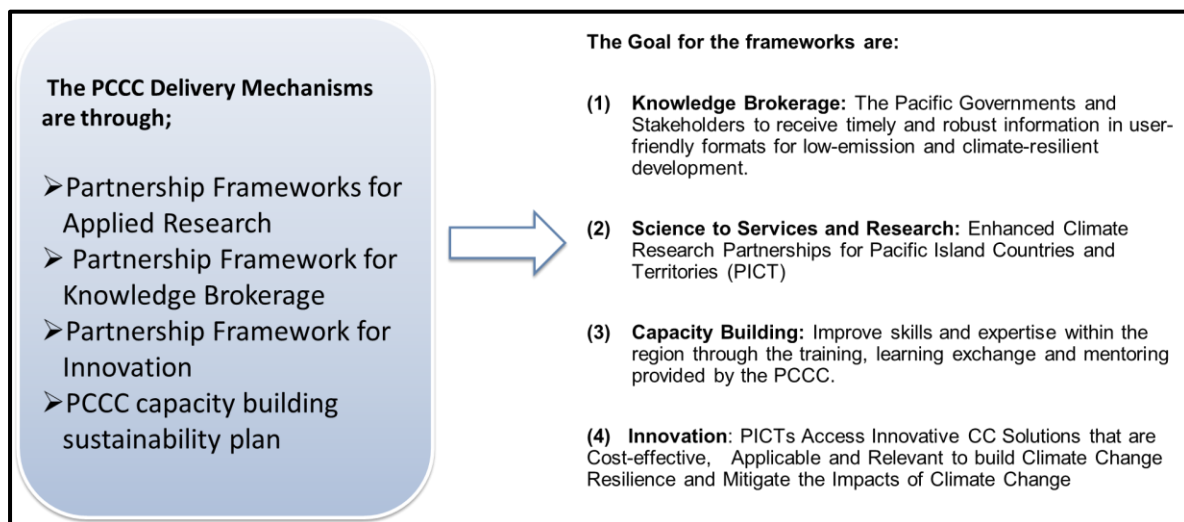 The PCCC Delivery Mechanisms
are through;
➢Partnership Frameworks for
Applied Research
➢ Partnership Framework for
Knowledge Brokerage
➢Partnership Framework for
Innovation
➢PCCC capacity building
sustainability plan
The Goal for the frameworks are:
(1) Knowledge Brokerage: The Pacific Governments and
Stakeholders to receive timely and robust information in user-
friendly formats for low-emission and climate-resilient
development.
(2) Science to Services and Research: Enhanced Climate
Research Partnerships for Pacific Island Countries and
Territories (PICT)
(3) Capacity Building: Improve skills and expertise within the
region through the training, learning exchange and mentoring
provided by the PCCC.
(4) Innovation: PICTs Access Innovative CC Solutions that are
Cost-effective, Applicable and Relevant to build Climate Change
Resilience and Mitigate the Impacts of Climate Change